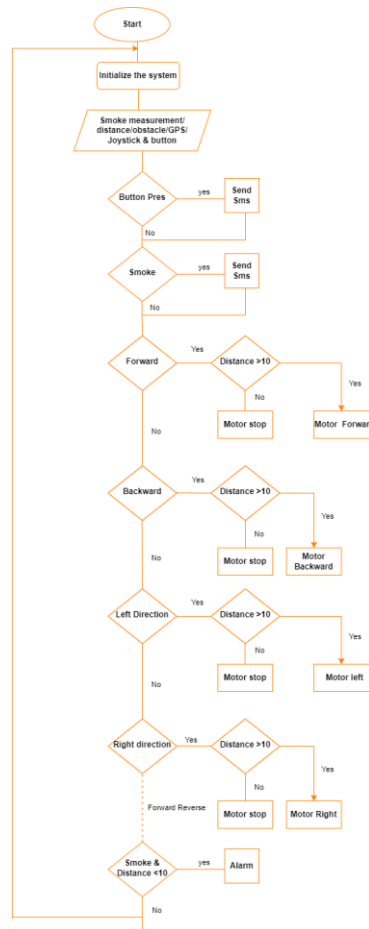 Start
Initialize the system
Smoke measurement/
distance/obstacle/GPS/
Joystick & button
Button Pres
yes
Send
Sms
No
Smoke
yes
Send
Sms
No
Forward
Yes
Distance >10
Yes
No
Motor stop
Motor Forward
No
Backward
Yes
Distance >10
Yes
No
Motor stop
Motor
Backward
No
Left Direction
Yes
Distance >10
Yes
No
Motor stop
Motor left
No
Right direction
Yes
Distance >10
Yes
No
Forward Reverse
Motor stop
Motor Right
Smoke &
Distance <10
yes
Alarm
No